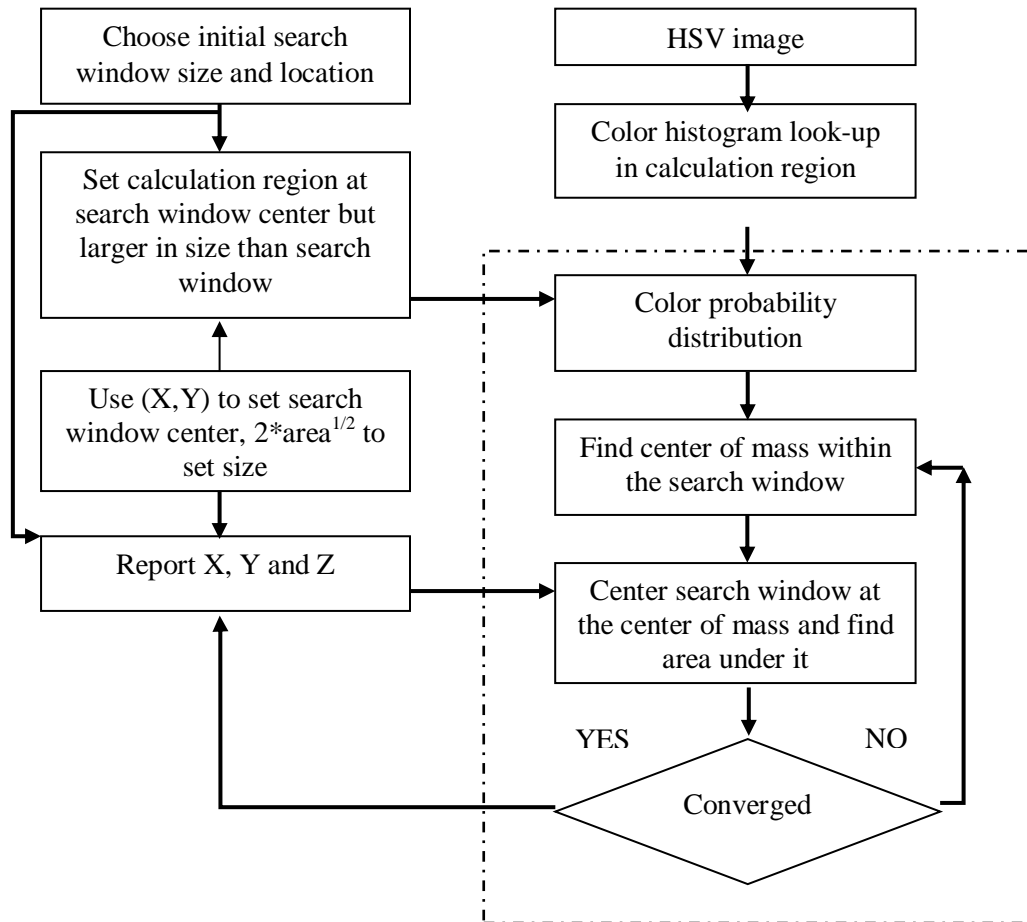 Choose initial search
window size and location
Set calculation region at
search window center but
larger in size than search
window
Use (X,Y) to set search
window center, 2*area^1/2 to
set size
Report X, Y and Z
HSV image
Color histogram look-up
in calculation region
Color probability
distribution
Find center of mass within
the search window
Center search window at
the center of mass and find
area under it
YES
NO
Converged